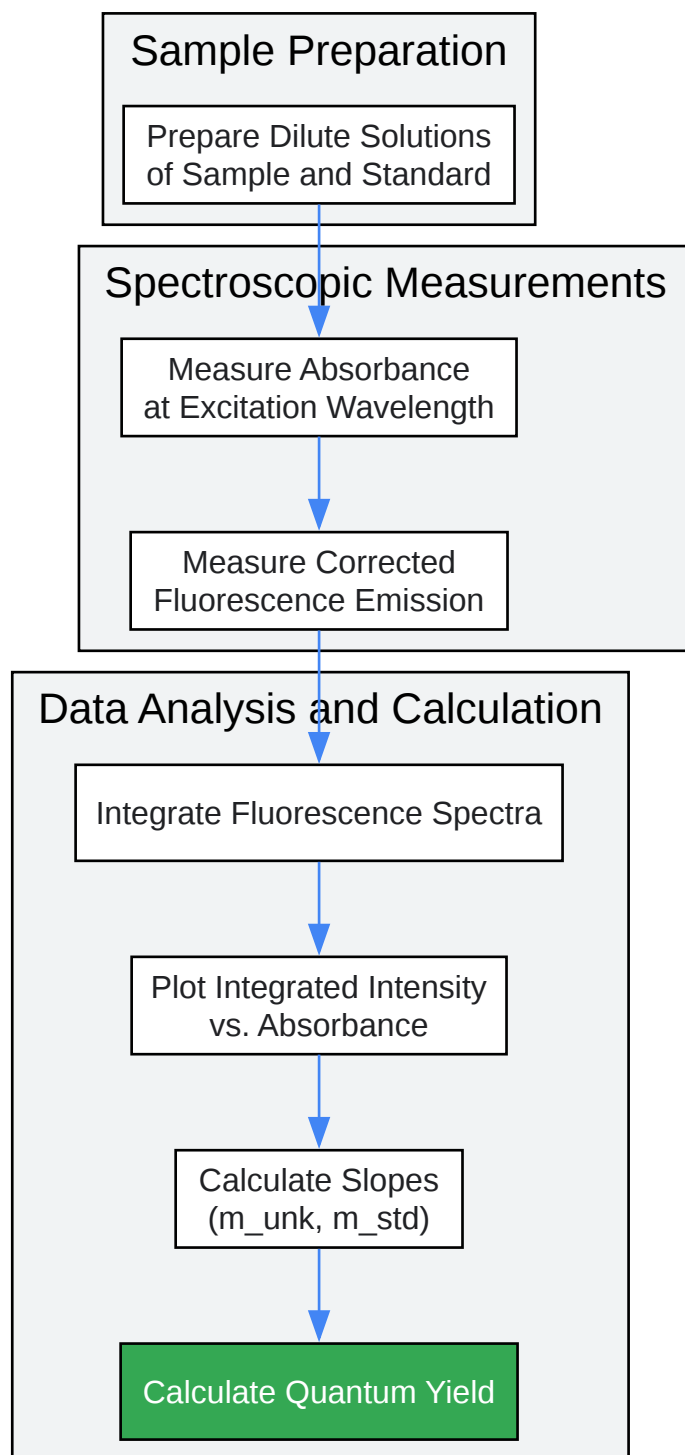 Sample Preparation
Prepare Dilute Solutions
of Sample and Standard
Spectroscopic Measurements
Measure Absorbance
at Excitation Wavelength
Measure Corrected
Fluorescence Emission
Data Analysis and Calculation
Integrate Fluorescence Spectra
Plot Integrated Intensity
vs. Absorbance
Calculate Slopes
(m_unk, m_std)
Calculate Quantum Yield